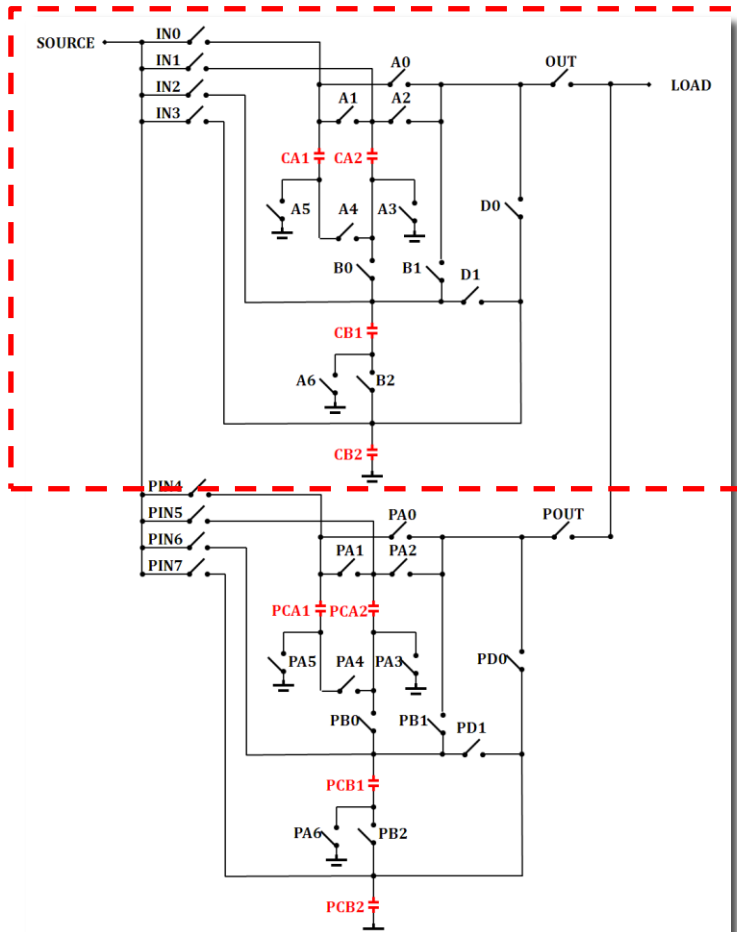 SOURCE
IN0
IN1
IN2
IN3
A0
OUT
LOAD
A1
A2
CA1
CA2
A5
A4
A3
D0
B0
B1
D1
CB1
A6
B2
CB2
PIN4
PIN5
PIN6
PIN7
PA0
POUT
PA1
PA2
PCA1
PCA2
PA5
PA4
PA3
PD0
PB0
PB1
PD1
PCB1
PA6
PB2
PCB2